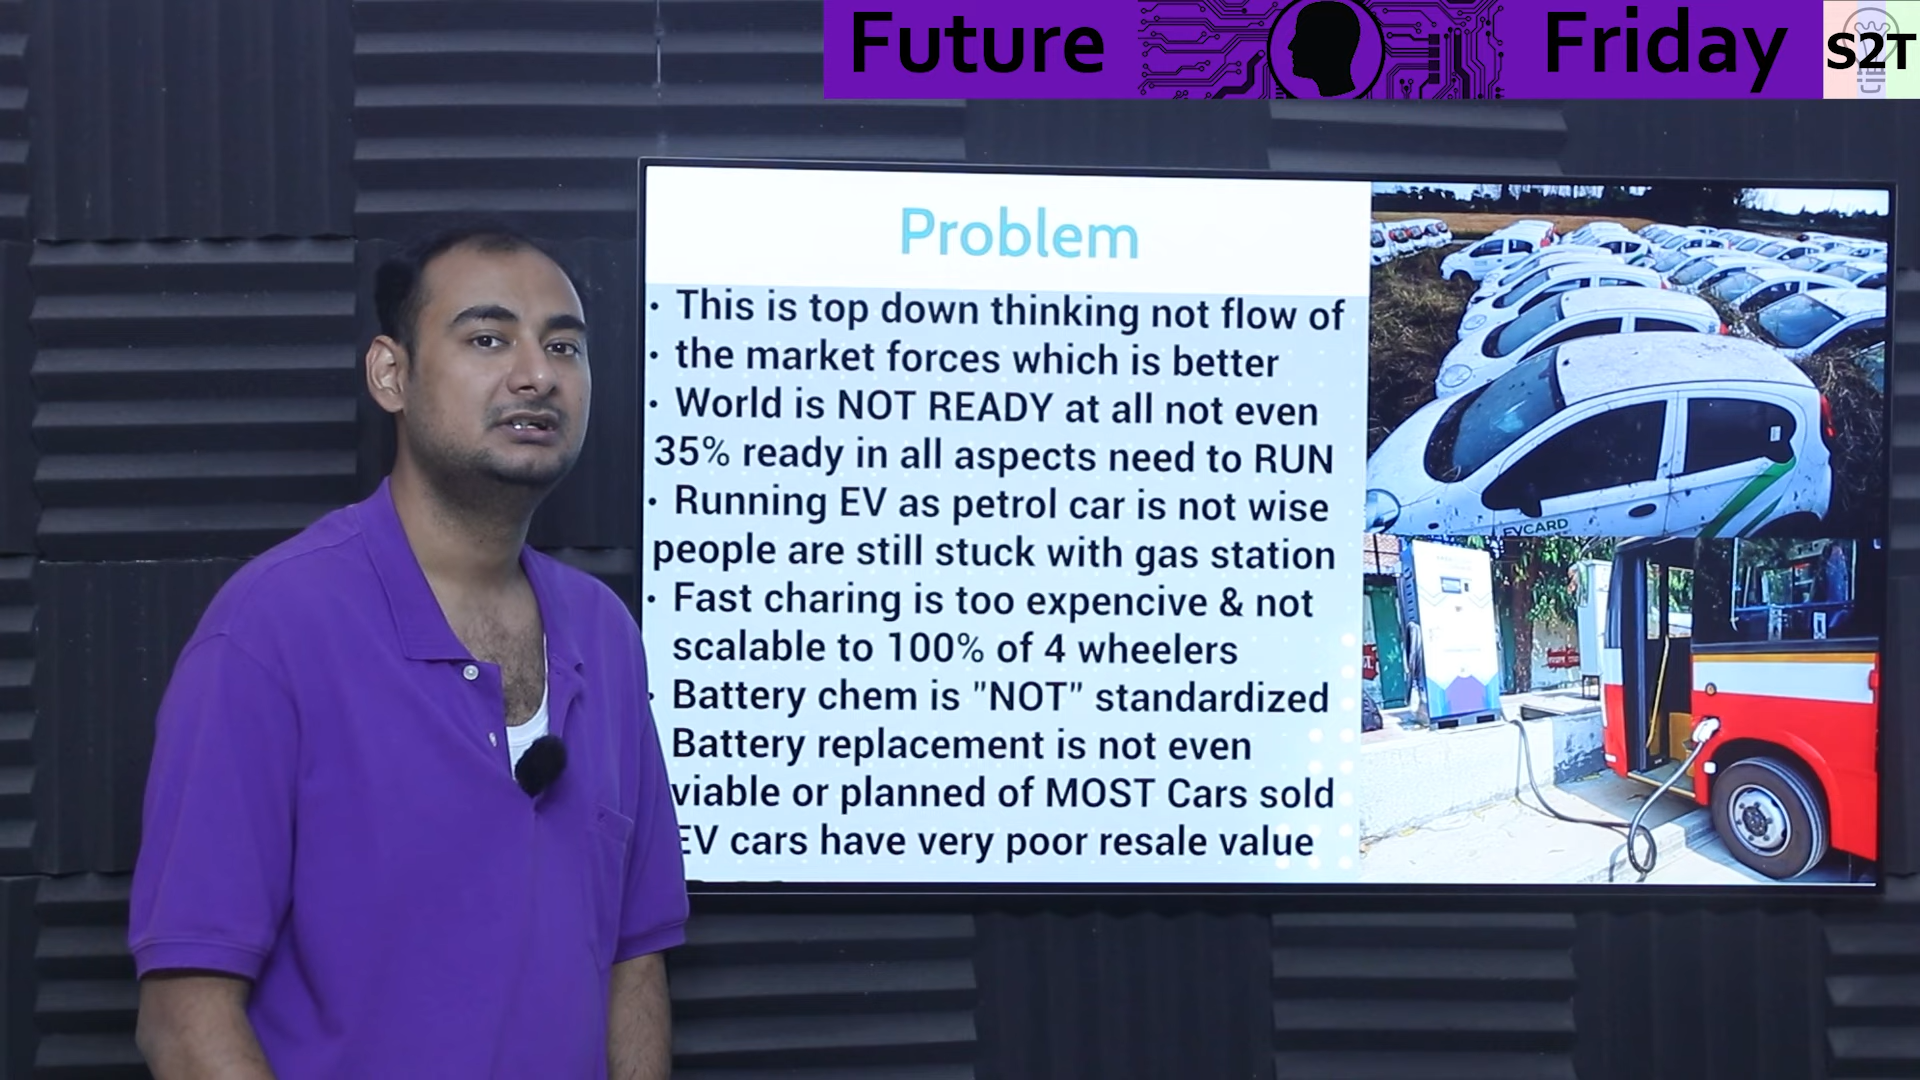 Future Friday
S2T
Problem
• This is top down thinking not flow of
• the market forces which is better
• World is NOT READY at all not even
35% ready in all aspects need to RUN
• Running EV as petrol car is not wise
people are still stuck with gas station
• Fast charing is too expencive & not
scalable to 100% of 4 wheelers
• Battery chem is "NOT" standardized
Battery replacement is not even
viable or planned of MOST Cars sold
EV cars have very poor resale value
EVCARD